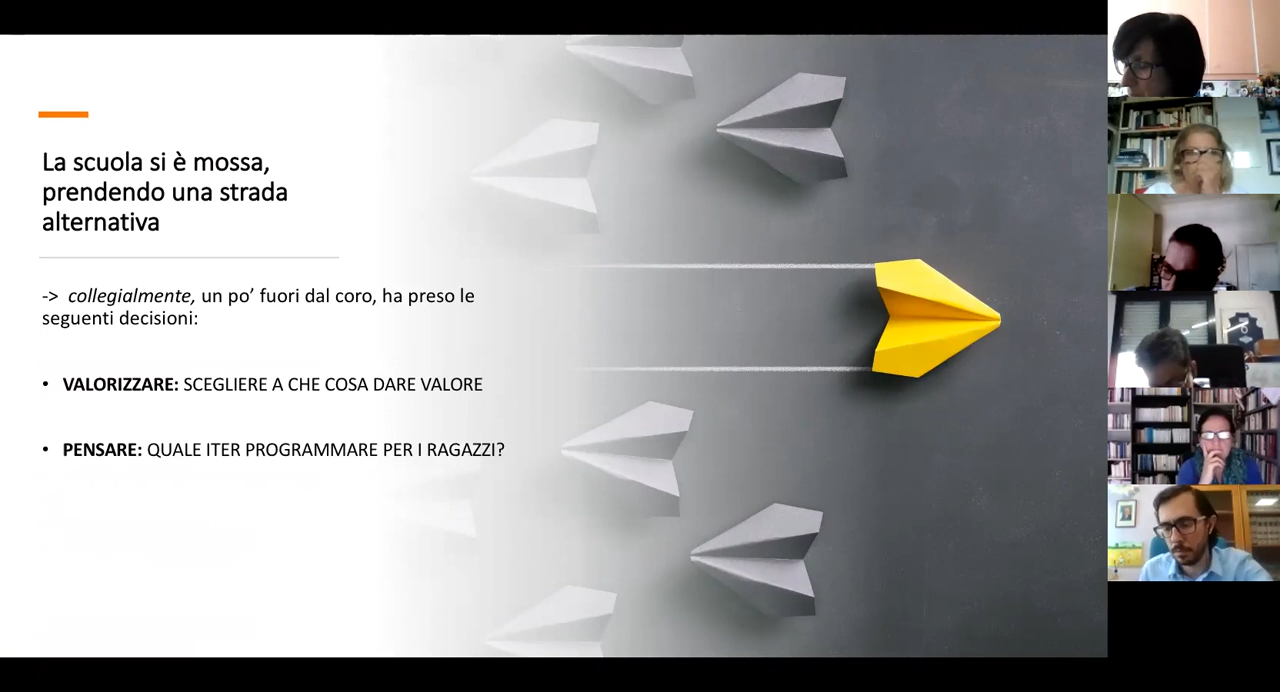 La scuola si è mossa,
prendendo una strada
alternativa
-> collegialmente, un po’ fuori dal coro, ha preso le
seguenti decisioni:
• VALORIZZARE: SCEGLIERE A CHE COSA DARE VALORE
• PENSARE: QUALE ITER PROGRAMMARE PER I RAGAZZI?